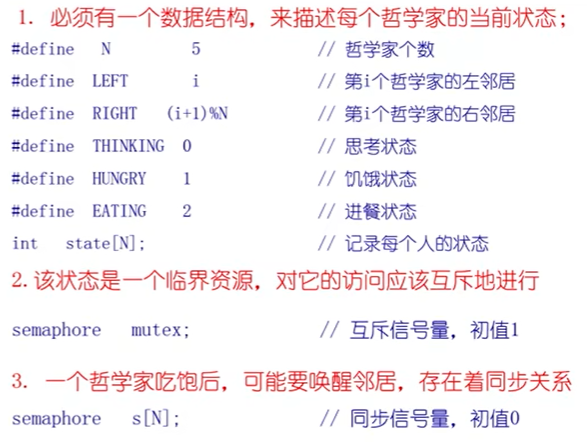 1. 必须有一个数据结构，来描述每个哲学家的当前状态；
#define N 5 // 哲学家个数
#define LEFT i // 第i个哲学家的左邻居
#define RIGHT (i+1)%N // 第i个哲学家的右邻居
#define THINKING 0 // 思考状态
#define HUNGRY 1 // 饥饿状态
#define EATING 2 // 进餐状态
int state[N]; // 记录每个人的状态
2.该状态是一个临界资源，对它的访问应该互斥地进行
semaphore mutex; // 互斥信号量，初值1
3. 一个哲学家吃饱后，可能要唤醒邻居，存在着同步关系
semaphore s[N]; // 同步信号量，初值0